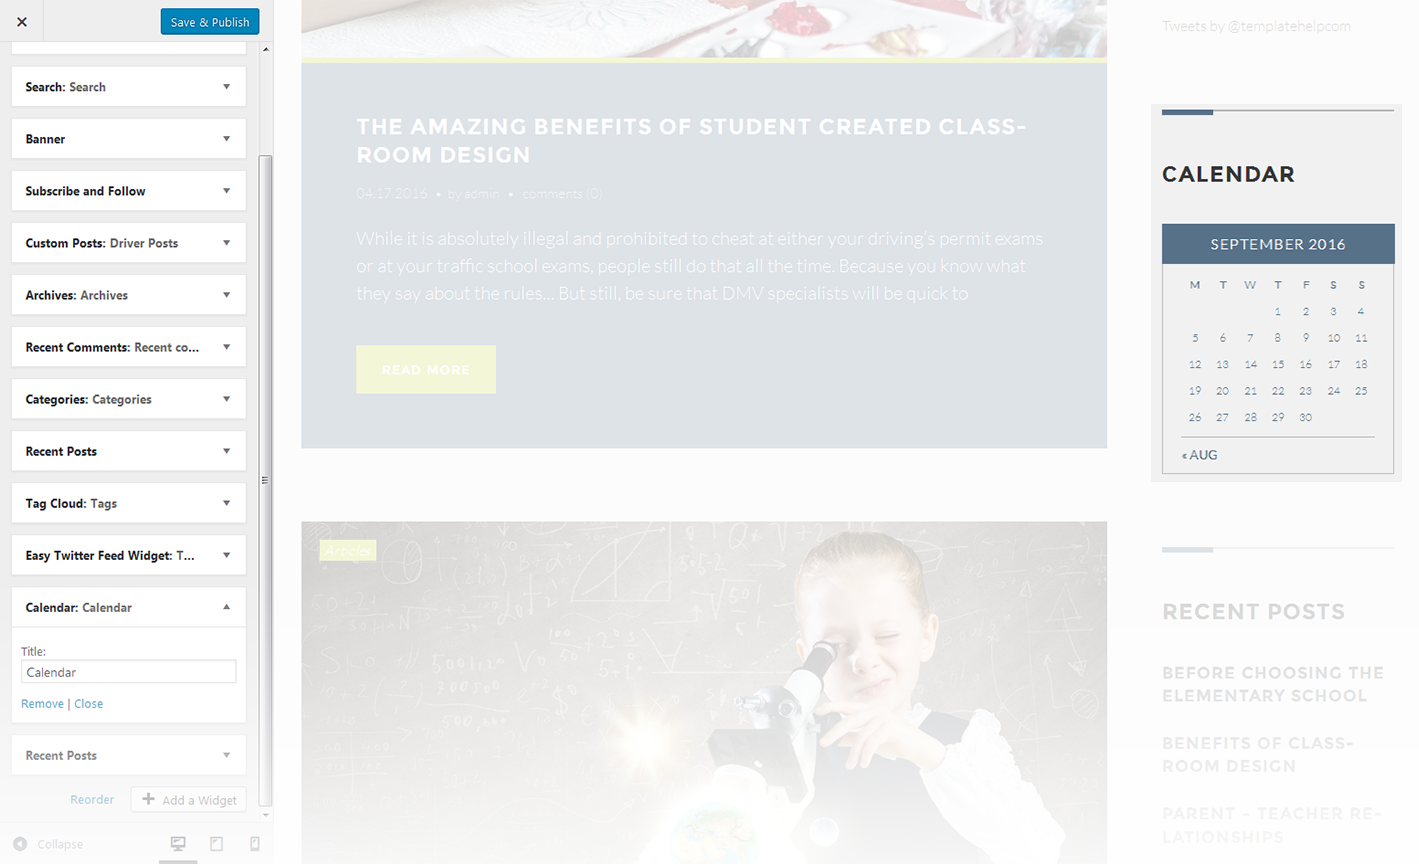 Save & Publish
Search: Search
Banner
Subscribe and Follow
Custom Posts: Driver Posts
Archives: Archives
Recent Comments: Recent co...
Categories: Categories
Recent Posts
Tag Cloud: Tags
Easy Twitter Feed Widget: T...
Calendar: Calendar
Title:
Calendar
Remove | Close
Recent Posts
Reorder
Add a Widget
Collapse
THE AMAZING BENEFITS OF STUDENT CREATED CLASS-
ROOM DESIGN
04.17.2016 • by admin • comments (0)
While it is absolutely illegal and prohibited to cheat at either your driving's permit exams
or at your traffic school exams, people still do that all the time. Because you know what
they say about the rules... But still, be sure that DMV specialists will be quick to
READ MORE
Articles
Tweets by @templatehelpcom
CALENDAR
SEPTEMBER 2016
M T W T F S S
1 2 3 4
5 6 7 8 9 10 11
12 13 14 15 16 17 18
19 20 21 22 23 24 25
26 27 28 29 30
« AUG
RECENT POSTS
BEFORE CHOOSING THE
ELEMENTARY SCHOOL
BENEFITS OF CLASS-
ROOM DESIGN
PARENT – TEACHER RE-
LATIONSHIPS